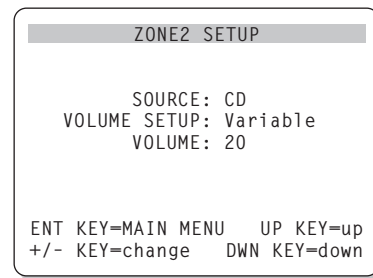 ZONE2 SETUP
SOURCE: CD
VOLUME SETUP: Variable
VOLUME: 20
ENT KEY=MAIN MENU UP KEY=up
+/- KEY=change DWN KEY=down